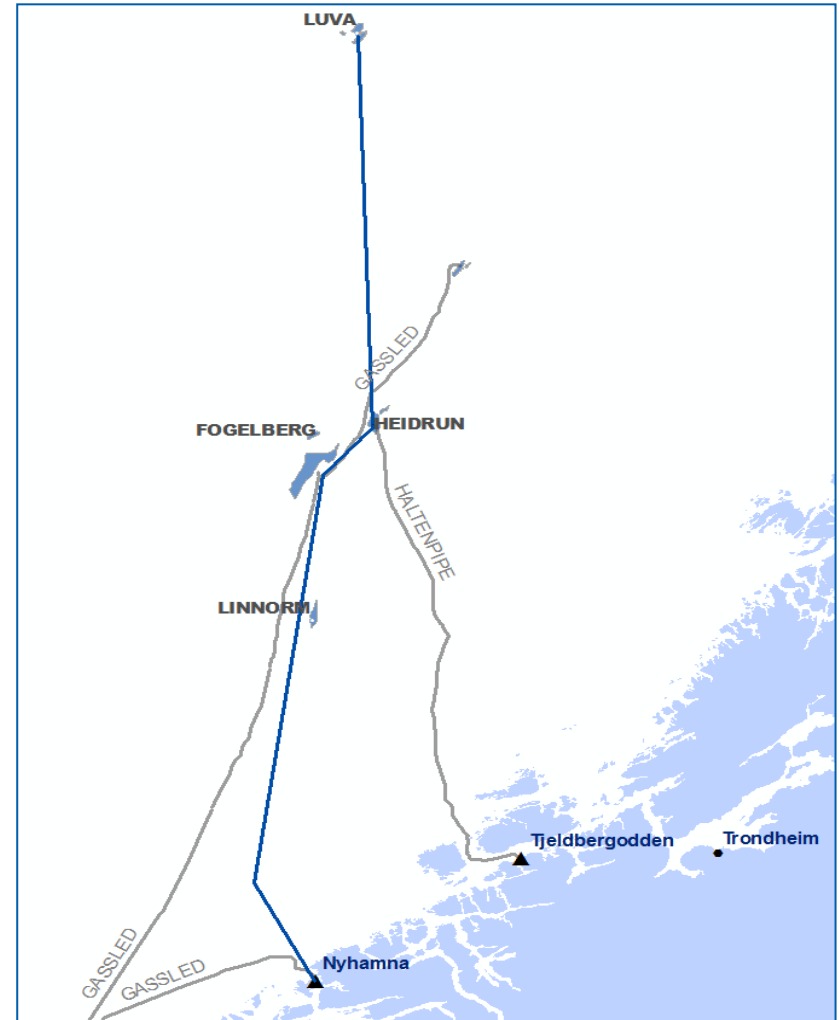 LUVA
GASSLED
HEIDRUN
FOGELBERG
HALTENPIPE
LINNORM
Tjeldbergodden
Trondheim
Nyhamna
GASSLED
GASSLED